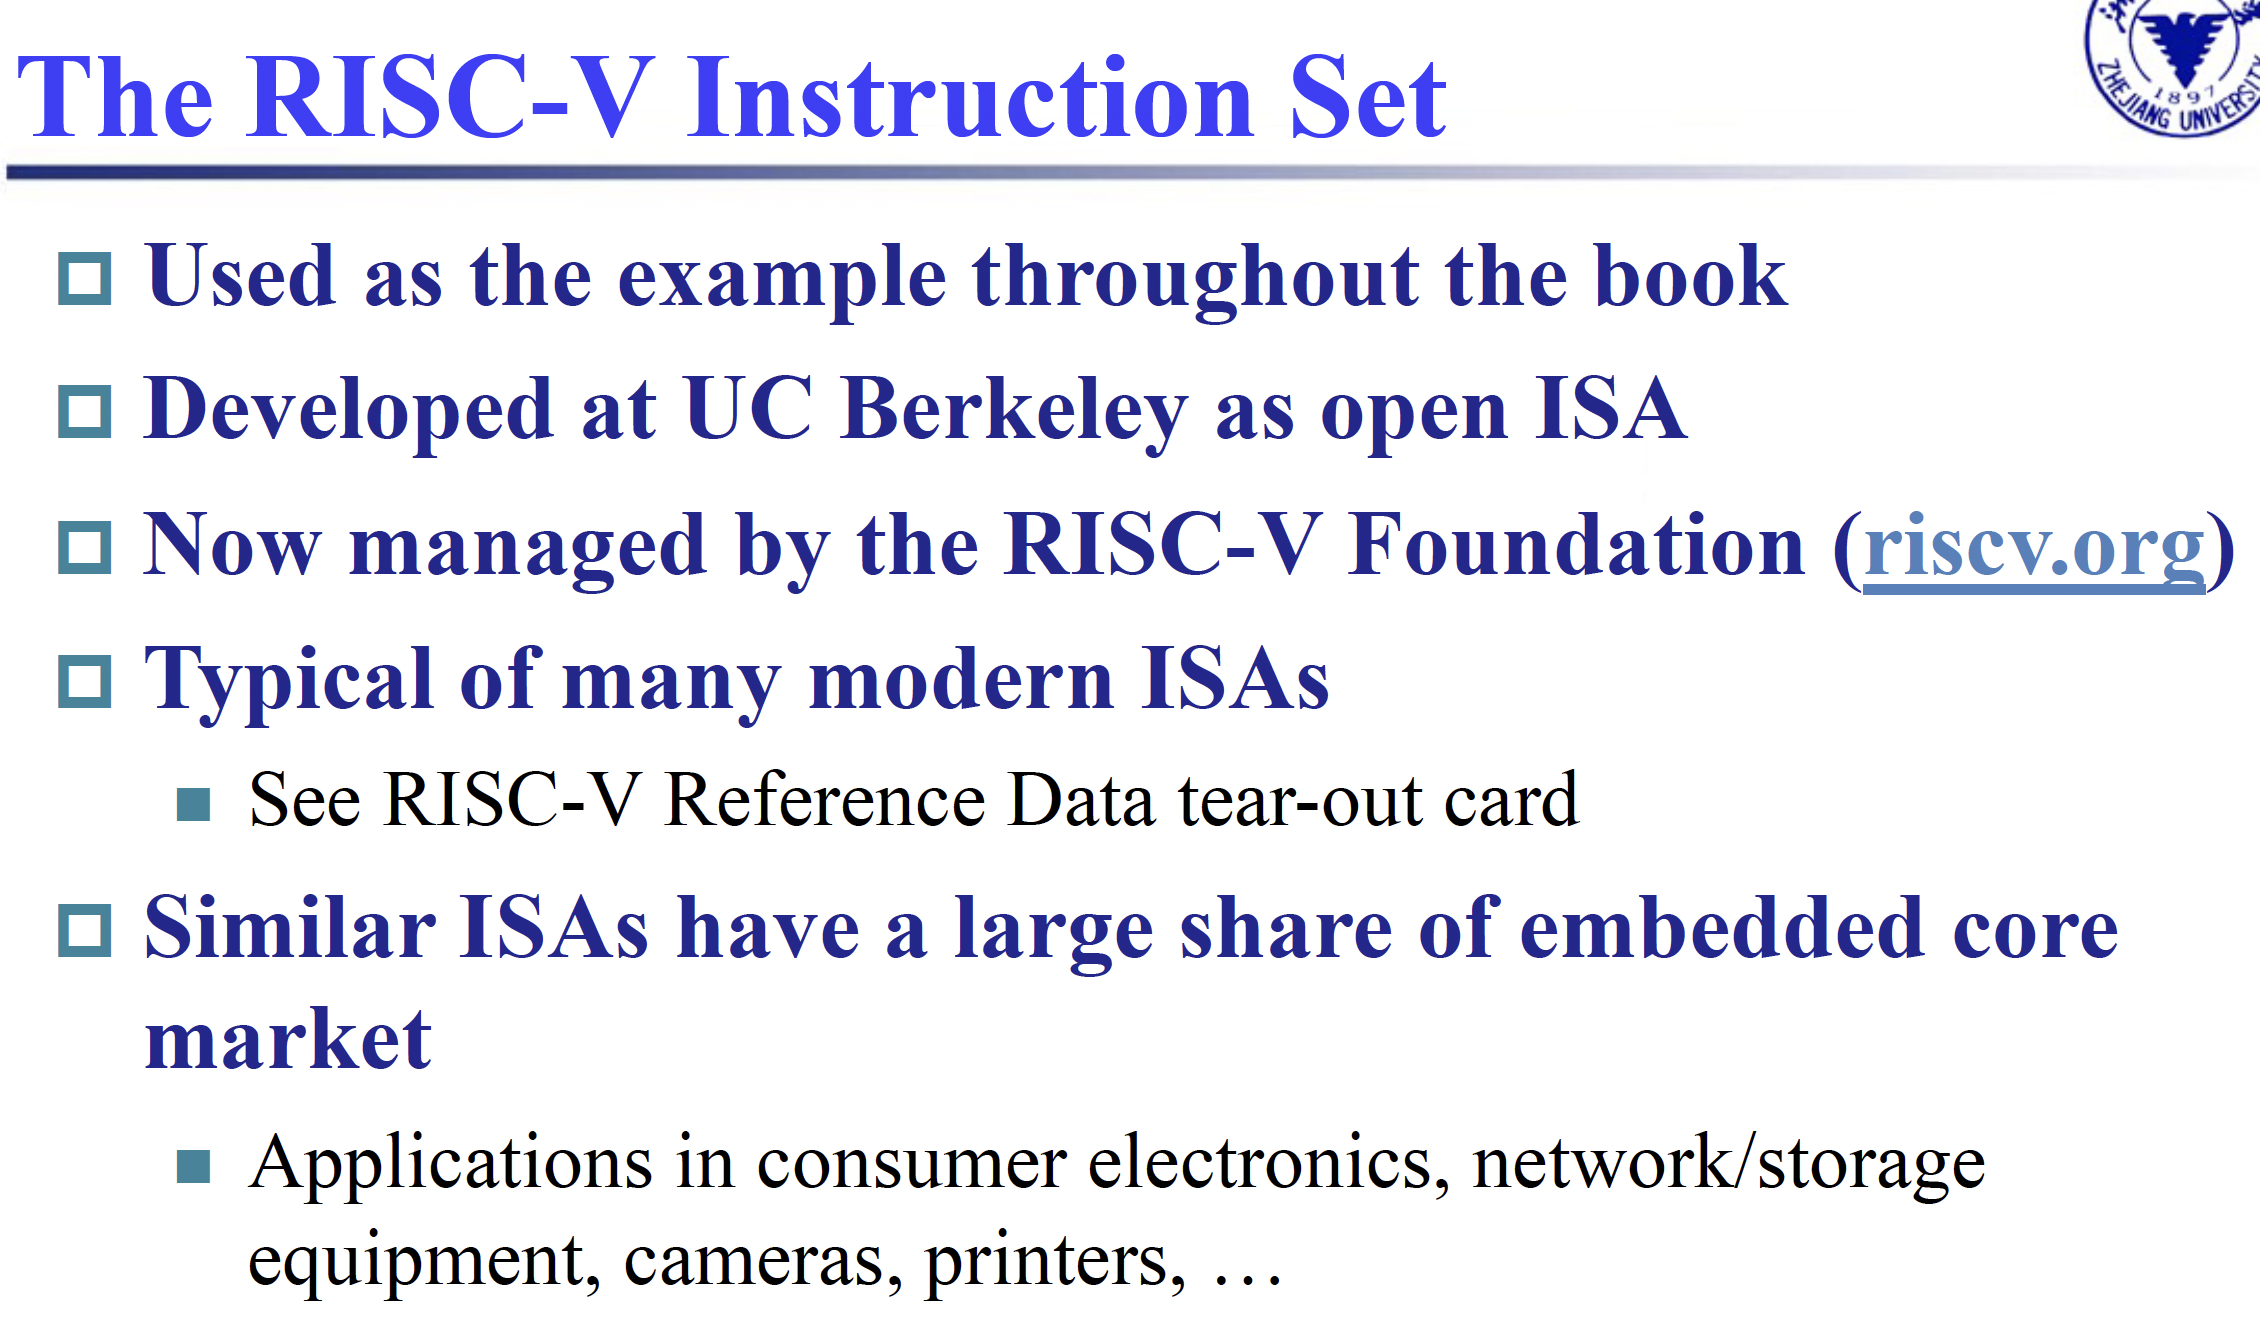 The RISC-V Instruction Set
ZHEJIANG UNIVERSITY
1897
Used as the example throughout the book
Developed at UC Berkeley as open ISA
Now managed by the RISC-V Foundation (riscv.org)
Typical of many modern ISAs
See RISC-V Reference Data tear-out card
Similar ISAs have a large share of embedded core
market
Applications in consumer electronics, network/storage
equipment, cameras, printers, …